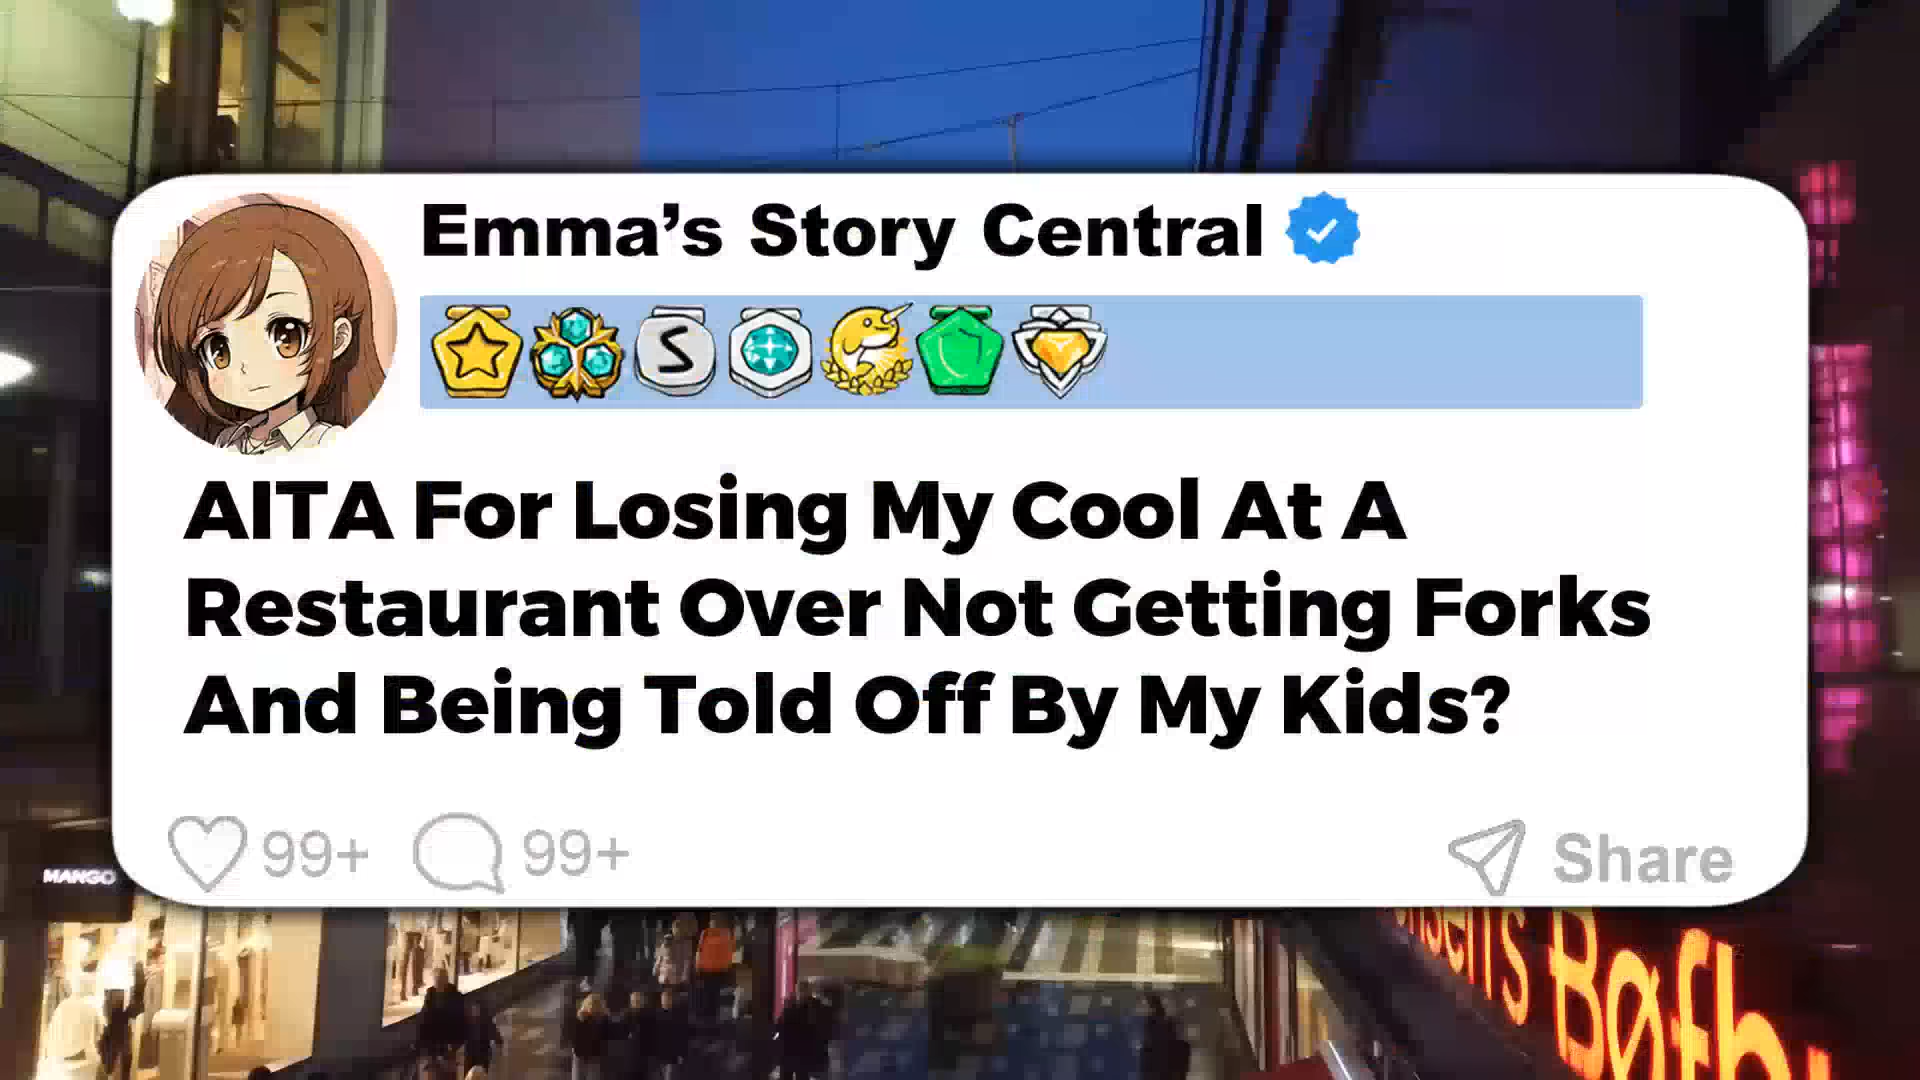 Emma’s Story Central
S
AITA For Losing My Cool At A
Restaurant Over Not Getting Forks
And Being Told Off By My Kids?
99+ 99+ Share
MANGO